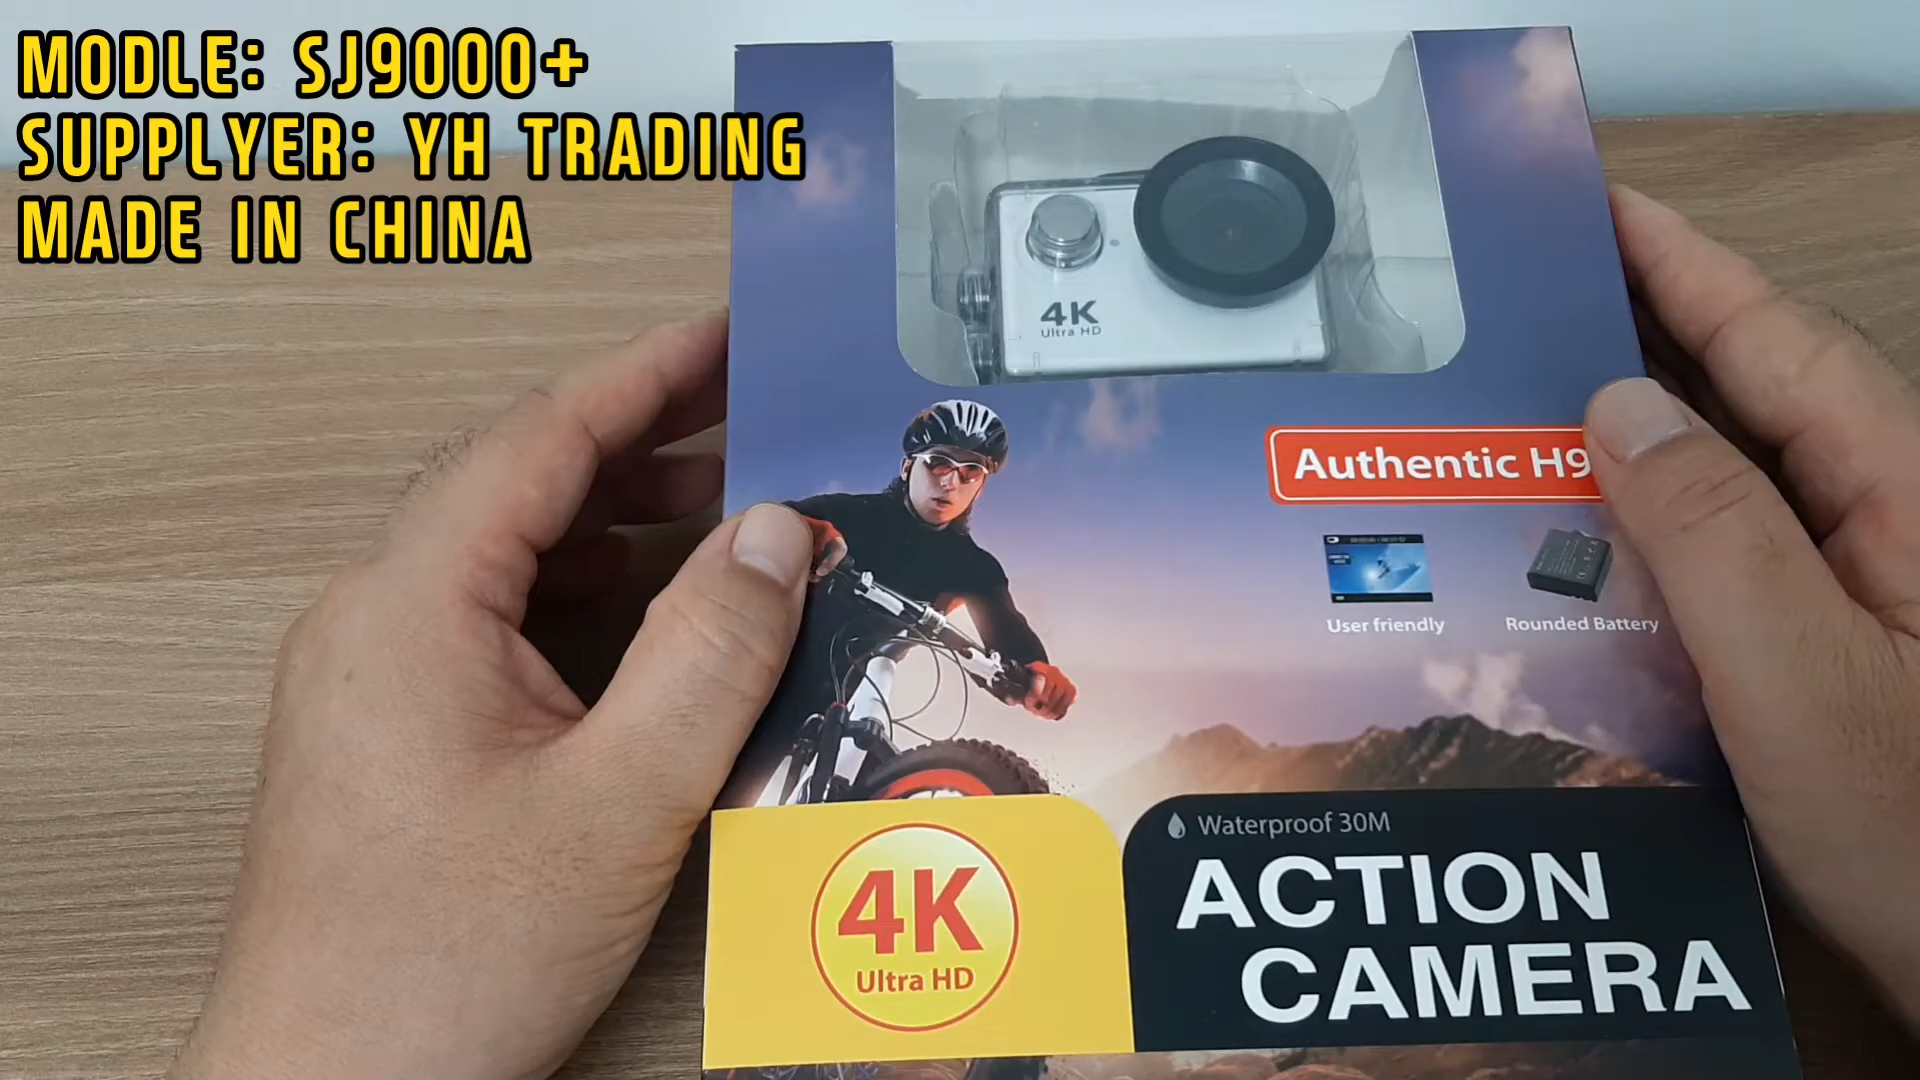 MODLE: SJ9000+
SUPPLYER: YH TRADING
MADE IN CHINA
4K
Ultra HD
Authentic H9
User friendly
Rounded Battery
Waterproof 30M
ACTION
CAMERA
4K
Ultra HD